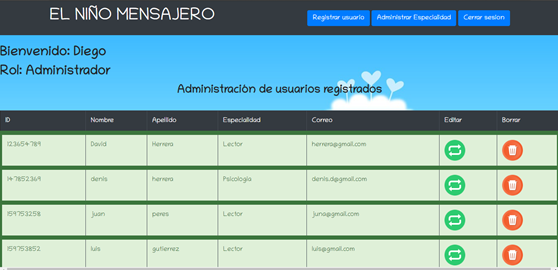 EL NIÑO MENSAJERO
Registrar usuario Administrar Especialidad Cerrar sesion
Bienvenido: Diego
Rol: Administrador
Administración de usuarios registrados
ID Nombre Apellido Especialidad Correo Editar Borrar
123654789 David Herrera Lector herrera@gmail.com
147852369 denis herrera Psicologia denis.d@gmail.com
159753258 juan peres Lector juna@gmail.com
159753852 luis gutierrez Lector luis@gmail.com